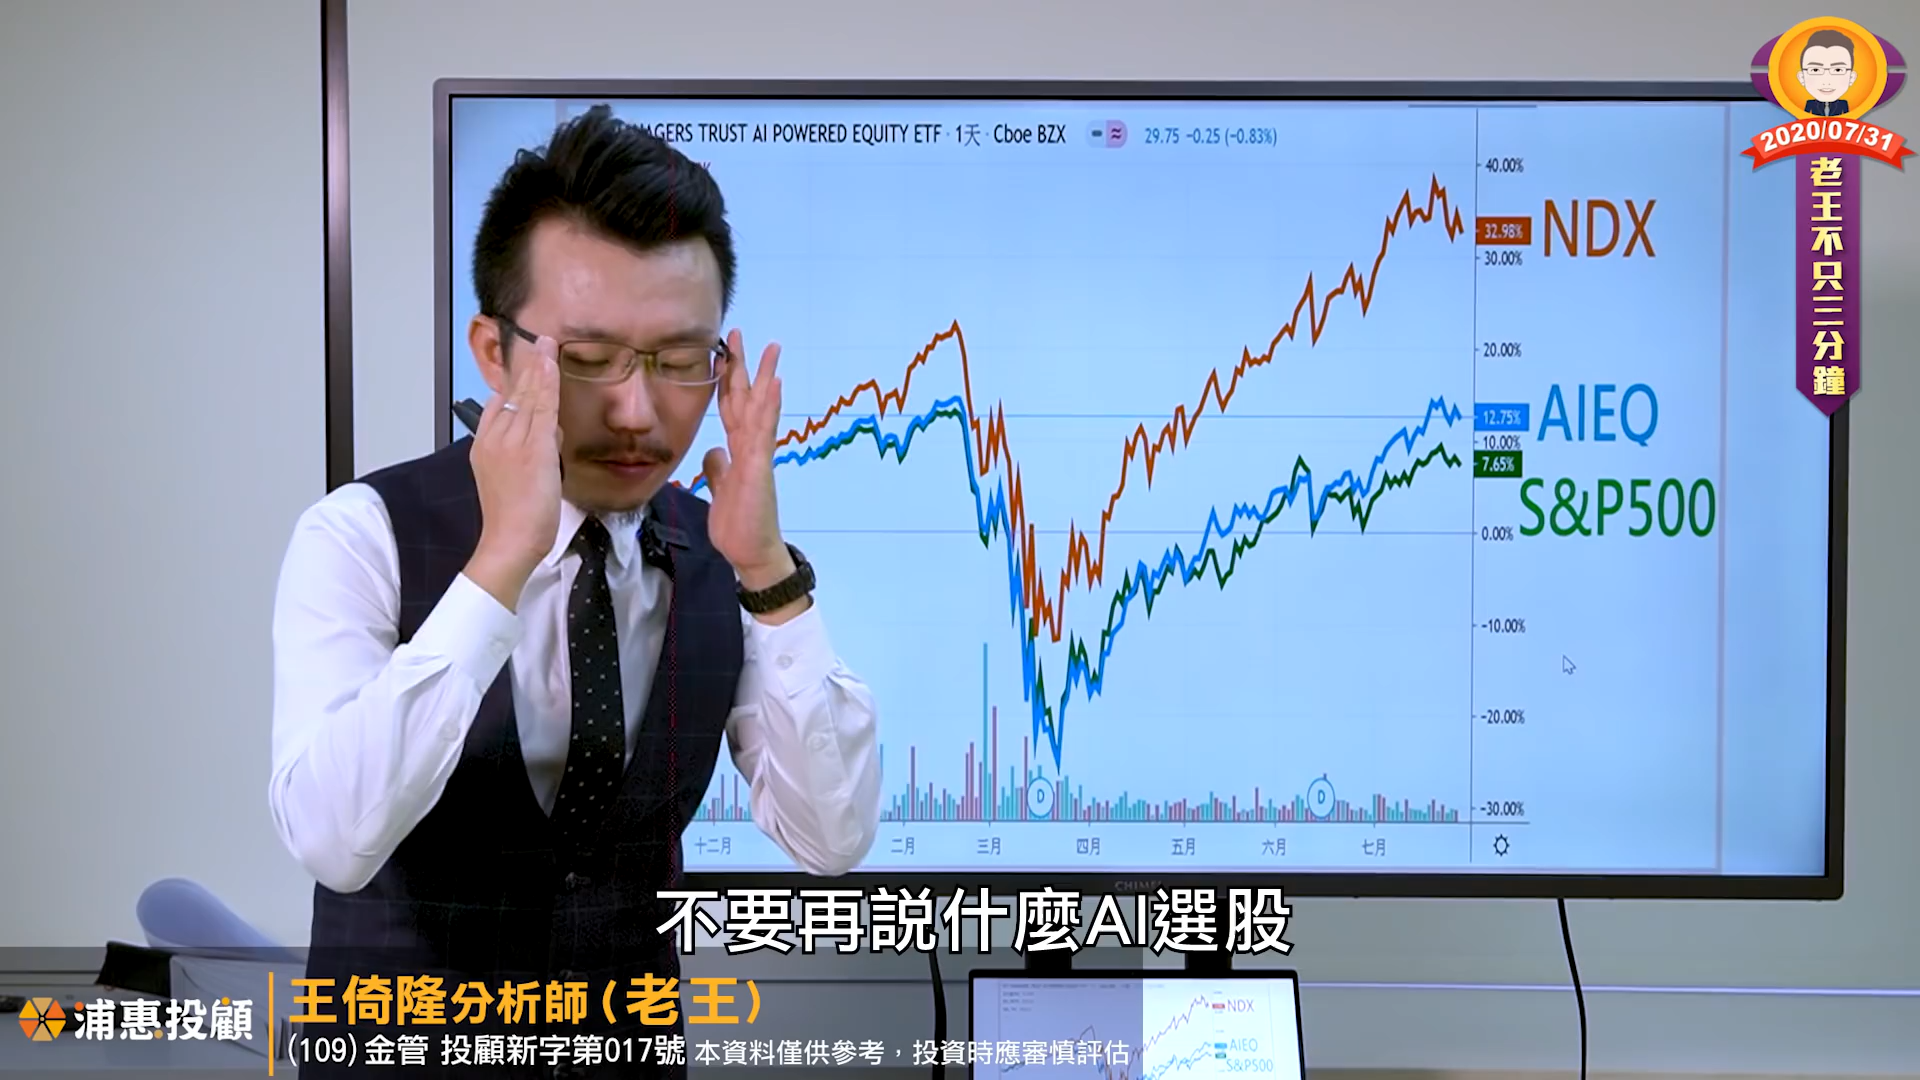 AGERS TRUST AI POWERED EQUITY ETF · 1天 · Cboe BZX
29.75 −0.25 (−0.83%)
2020/07/31
老王不只三分鐘
40.00%
32.98%
NDX
30.00%
20.00%
12.75%
AIEQ
10.00%
7.65%
S&P500
0.00%
−10.00%
−20.00%
−30.00%
D
D
十二月
二月
三月
四月
五月
六月
七月
CHIMEI
不要再説什麼AI選股
浦惠投顧
王倚隆分析師(老王)
(109)金管 投顧新字第017號 本資料僅供參考，投資時應審慎評估
NDX
AIEQ
S&P500